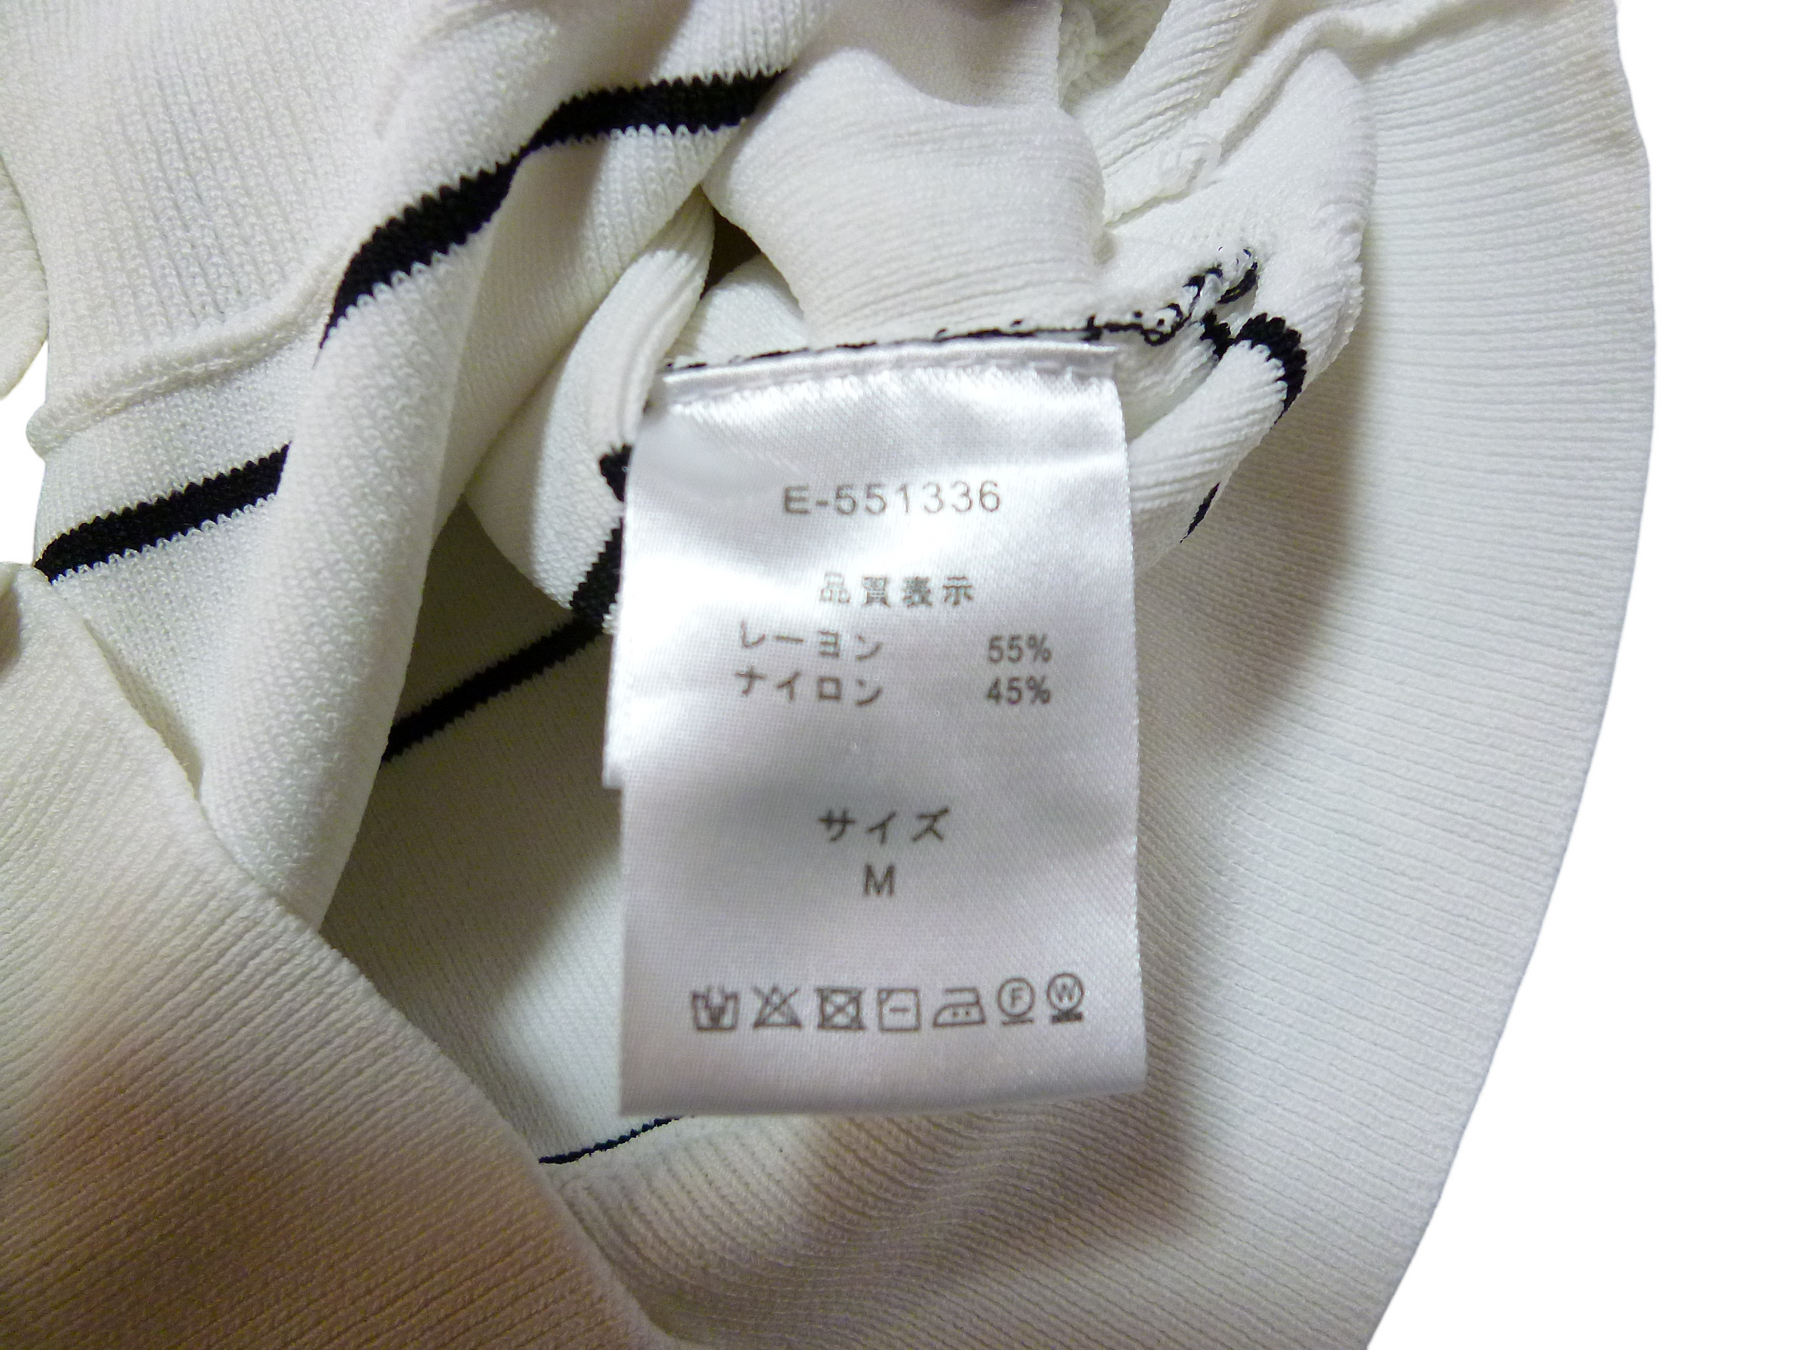 E-551336
品質表示
レーヨン 55%
ナイロン 45%
サイズ
M
F W